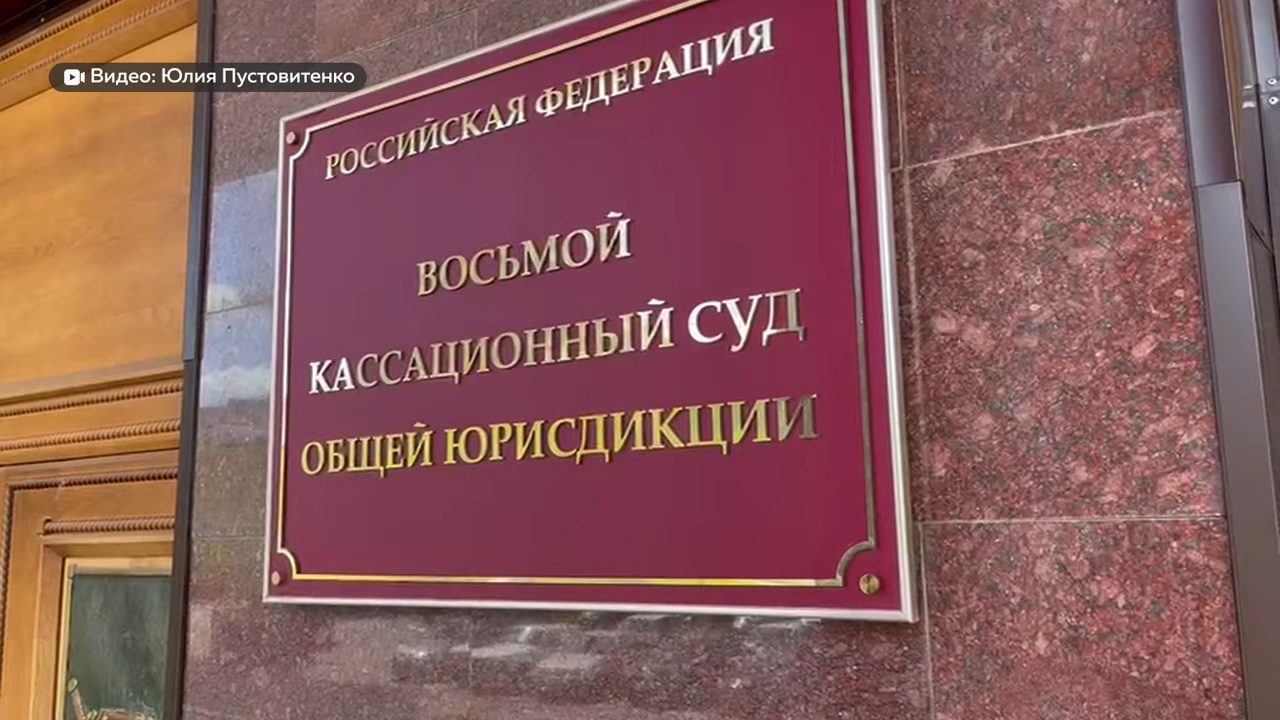 Видео: Юлия Пустовитенко
РОССИЙСКАЯ ФЕДЕРАЦИЯ
ВОСЬМОЙ
КАССАЦИОННЫЙ СУД
ОБЩЕЙ ЮРИСДИКЦИИ